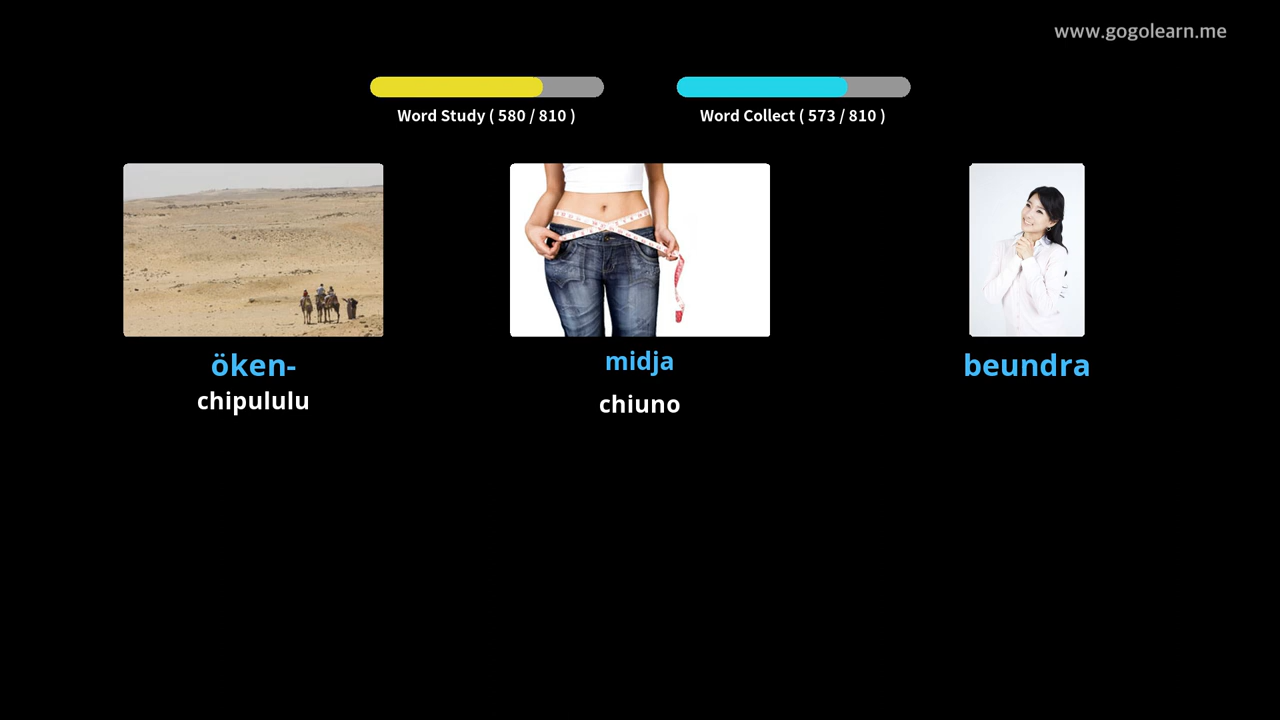 www.gogolearn.me
Word Study ( 580 / 810 )
Word Collect ( 573 / 810 )
öken-
chipululu
midja
chiuno
beundra